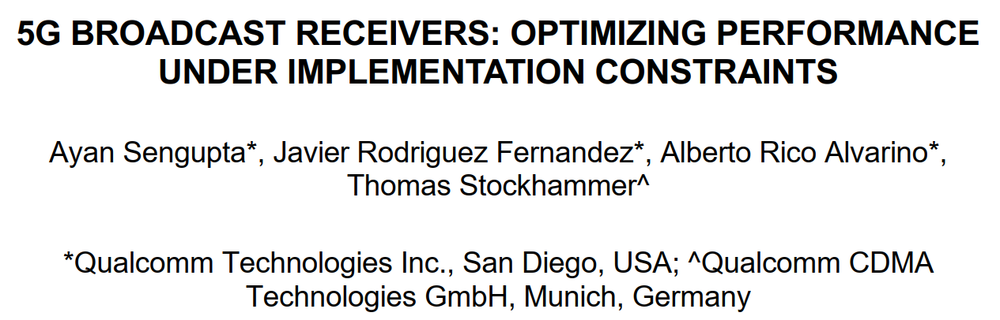 5G BROADCAST RECEIVERS: OPTIMIZING PERFORMANCE
UNDER IMPLEMENTATION CONSTRAINTS
Ayan Sengupta*, Javier Rodriguez Fernandez*, Alberto Rico Alvarino*,
Thomas Stockhammer^
*Qualcomm Technologies Inc., San Diego, USA; ^Qualcomm CDMA
Technologies GmbH, Munich, Germany